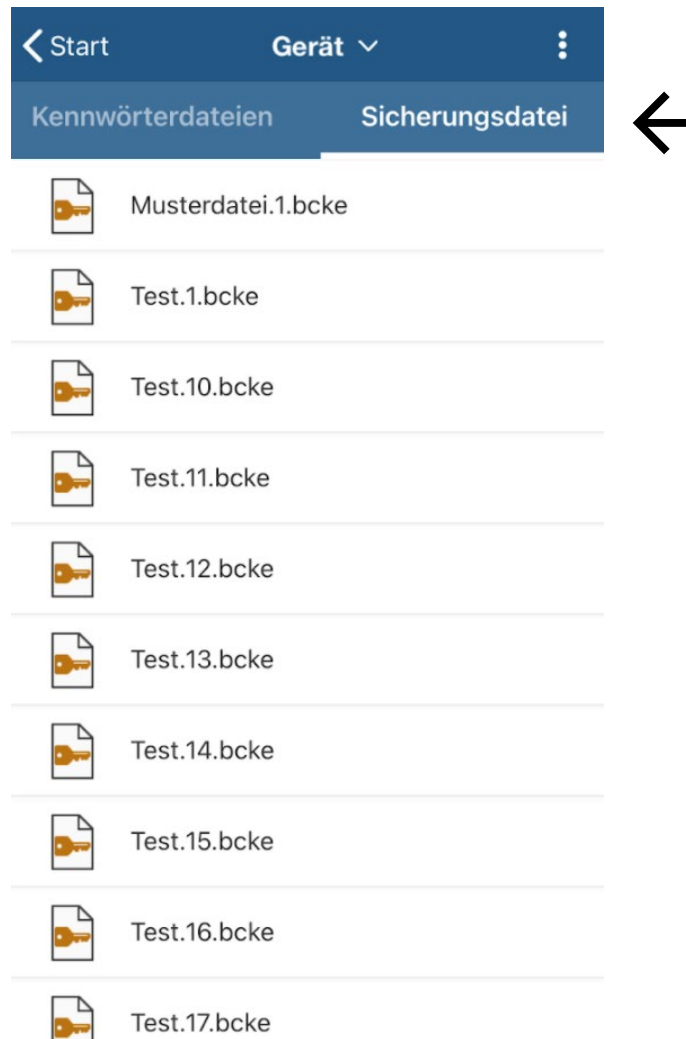 Start
Gerät
Kennwörterdateien
Sicherungsdatei
Musterdatei.1.bcke
Test.1.bcke
Test.10.bcke
Test.11.bcke
Test.12.bcke
Test.13.bcke
Test.14.bcke
Test.15.bcke
Test.16.bcke
Test.17.bcke